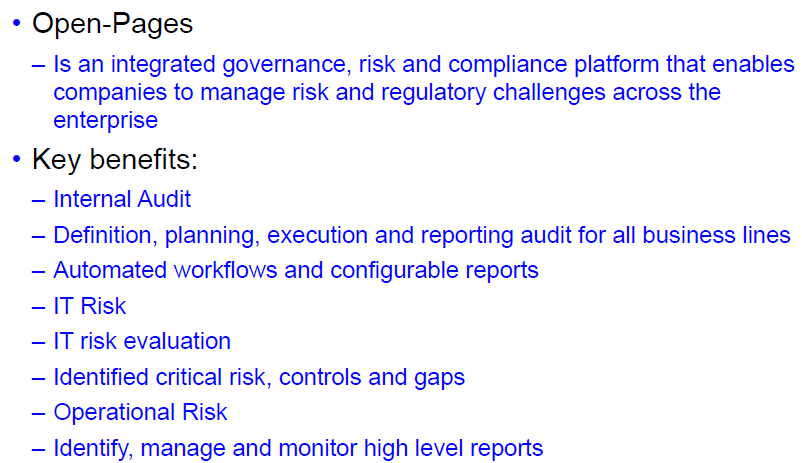 • Open-Pages
– Is an integrated governance, risk and compliance platform that enables
companies to manage risk and regulatory challenges across the
enterprise
• Key benefits:
– Internal Audit
– Definition, planning, execution and reporting audit for all business lines
– Automated workflows and configurable reports
– IT Risk
– IT risk evaluation
– Identified critical risk, controls and gaps
– Operational Risk
– Identify, manage and monitor high level reports